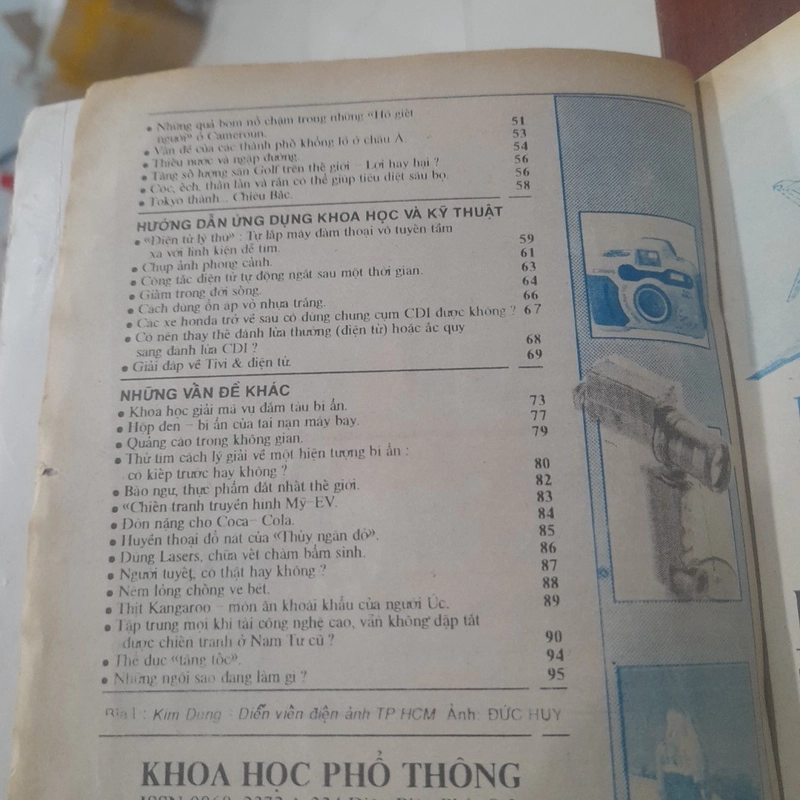 • Những quả bom nổ chậm trong những "Hồ giết
người" ở Cameroun. 51
• Vấn đề của các thành phố khổng lồ ở châu Á. 53
• Thiếu nước và ngập đường. 54
• Tăng số lượng sân Golf trên thế giới – Lợi hay hại ? 56
• Cóc, ếch, thằn lằn và rắn có thể giúp tiêu diệt sâu bọ. 56
• Tokyo thành... Chiêu Bắc. 58
HƯỚNG DẪN ỨNG DỤNG KHOA HỌC VÀ KỸ THUẬT
• «Điện tử lý thú» : Tự lắp máy đàm thoại vô tuyến tầm
xa với linh kiện dễ tìm. 59
• Chụp ảnh phong cảnh. 61
• Công tắc điện tử tự động ngắt sau một thời gian. 63
• Giấm trong đời sống. 64
• Cách dùng ổn áp vỏ nhựa trắng. 66
• Các xe honda trở về sau có dùng chung cụm CDI được không ? 67
• Có nên thay thế đánh lửa thường (điện từ) hoặc ắc quy
sang đánh lửa CDI ? 68
• Giải đáp về Tivi & điện tử. 69
NHỮNG VẤN ĐỀ KHÁC
• Khoa học giải mã vụ đắm tàu bí ẩn. 73
• Hộp đen – bí ẩn của tai nạn máy bay. 77
• Quảng cáo trong không gian. 79
• Thử tìm cách lý giải về một hiện tượng bí ẩn :
có kiếp trước hay không ? 80
• Bào ngư, thực phẩm đắt nhất thế giới. 82
• «Chiến tranh truyền hình Mỹ–EV. 83
• Đòn nặng cho Coca– Cola. 84
• Huyền thoại đổ nát của «Thủy ngân đỏ». 85
• Dùng Lasers, chữa vết chàm bẩm sinh. 86
• Người tuyết, có thật hay không ? 87
• Ném lông chồng ve bét. 88
• Thịt Kangaroo – món ăn khoái khẩu của người Úc. 89
• Tập trung mọi khí tài công nghệ cao, vẫn không dập tắt
được chiến tranh ở Nam Tư cũ ? 90
• Thể dục «tăng tốc». 94
• Những ngôi sao đang làm gì ? 95
Bìa 1 : Kim Dung - Diễn viên điện ảnh TP HCM Ảnh: ĐỨC HUY
KHOA HỌC PHỔ THÔNG